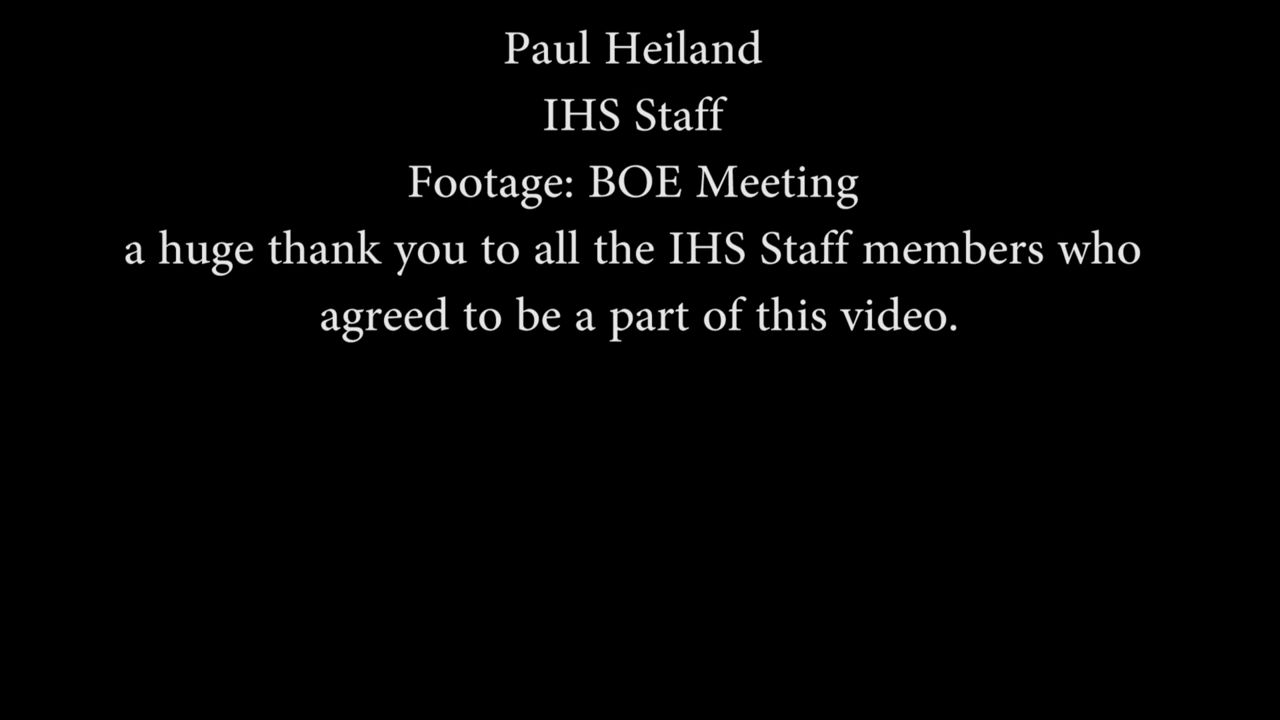 Paul Heiland
IHS Staff
Footage: BOE Meeting
a huge thank you to all the IHS Staff members who
agreed to be a part of this video.